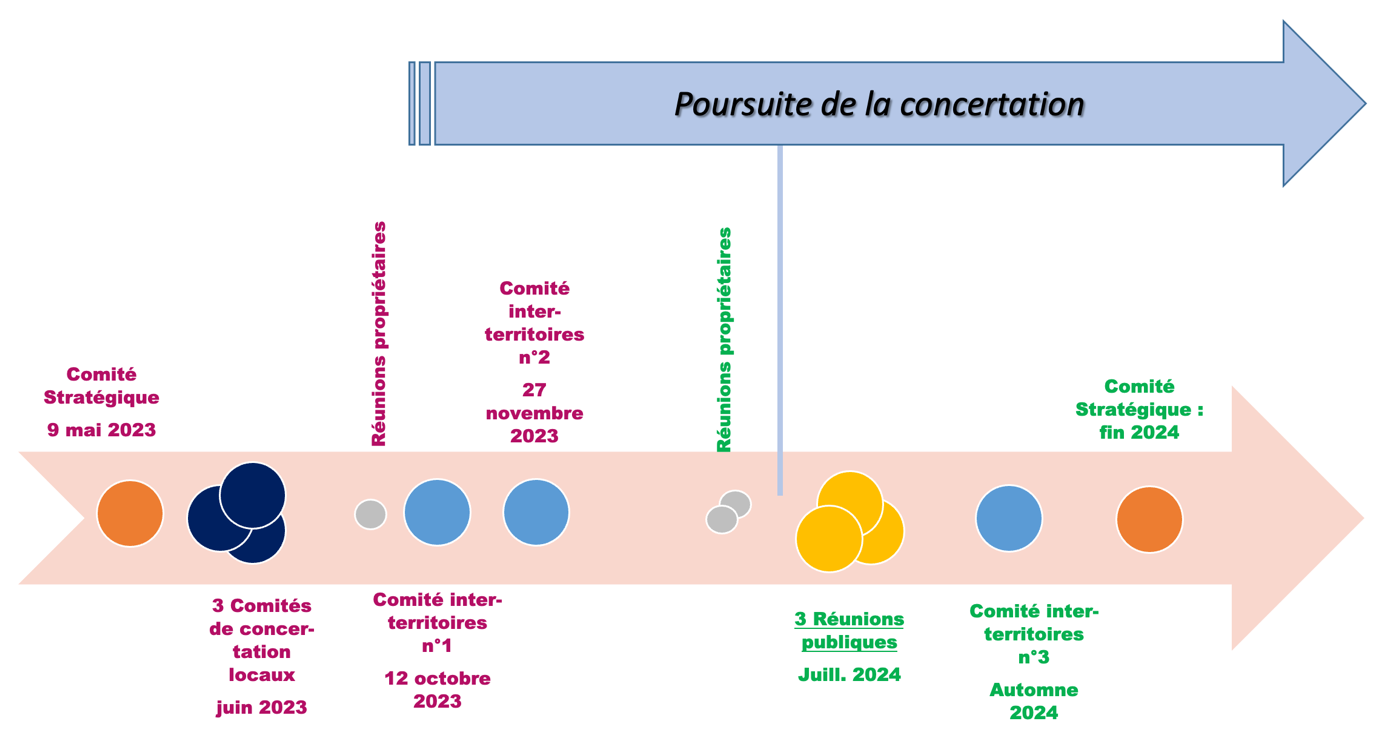 Poursuite de la concertation
Comité
Stratégique
9 mai 2023
3 Comités
de concer-
tation
locaux
juin 2023
Réunions propriétaires
Comité inter-
territoires
n°1
12 octobre
2023
Comité
inter-
territoires
n°2
27
novembre
2023
Réunions propriétaires
3 Réunions
publiques
Juill. 2024
Comité inter-
territoires
n°3
Automne
2024
Comité
Stratégique :
fin 2024